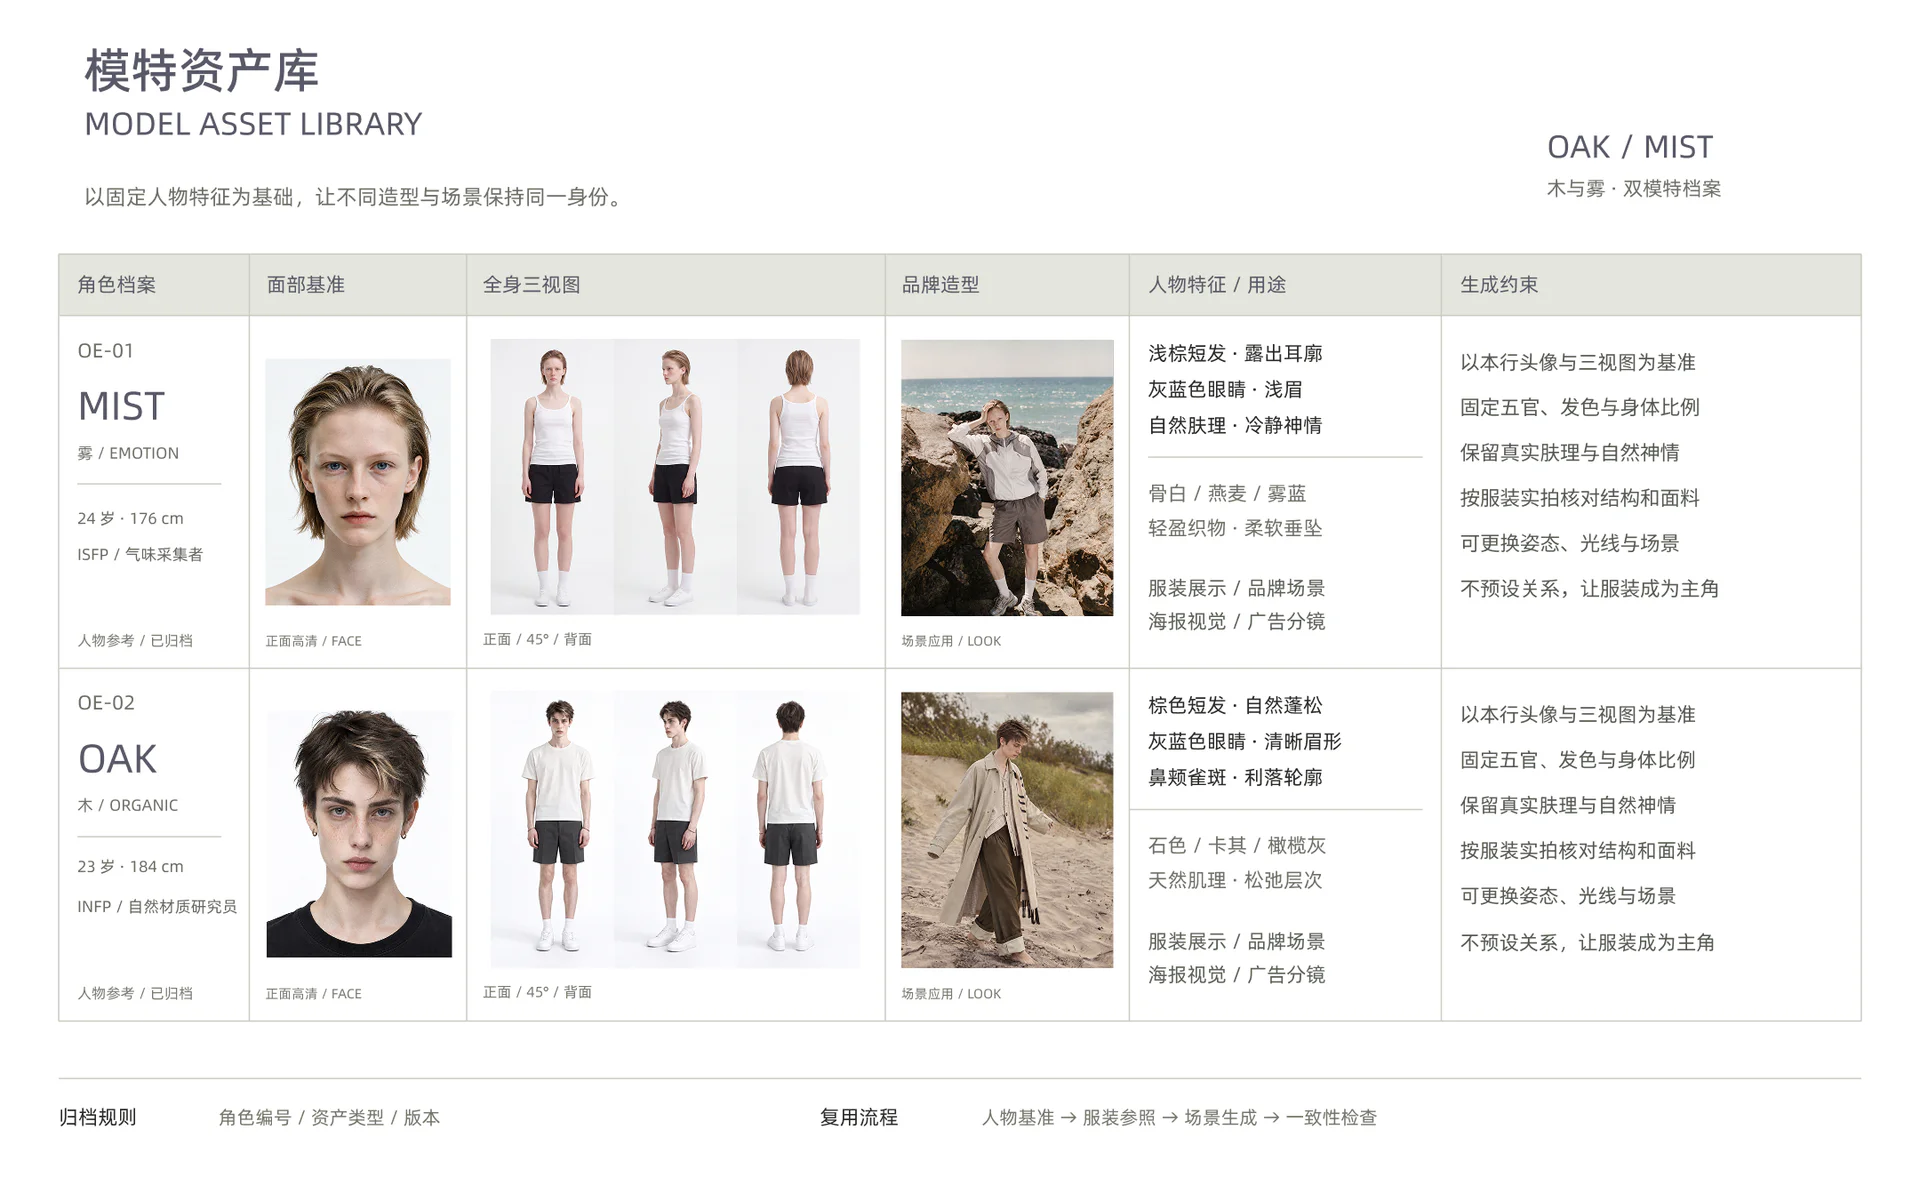 模特资产库
MODEL ASSET LIBRARY
以固定人物特征为基础，让不同造型与场景保持同一身份。
OAK / MIST
木与雾 · 双模特档案
角色档案
面部基准
全身三视图
品牌造型
人物特征 / 用途
生成约束
OE-01
MIST
雾 / EMOTION
24 岁 · 176 cm
ISFP / 气味采集者
人物参考 / 已归档
正面高清 / FACE
正面 / 45° / 背面
场景应用 / LOOK
浅棕短发 · 露出耳廓
灰蓝色眼睛 · 浅眉
自然肤理 · 冷静神情
骨白 / 燕麦 / 雾蓝
轻盈织物 · 柔软垂坠
服装展示 / 品牌场景
海报视觉 / 广告分镜
以本行头像与三视图为基准
固定五官、发色与身体比例
保留真实肤理与自然神情
按服装实拍核对结构和面料
可更换姿态、光线与场景
不预设关系，让服装成为主角
OE-02
OAK
木 / ORGANIC
23 岁 · 184 cm
INFP / 自然材质研究员
人物参考 / 已归档
正面高清 / FACE
正面 / 45° / 背面
场景应用 / LOOK
棕色短发 · 自然蓬松
灰蓝色眼睛 · 清晰眉形
鼻颊雀斑 · 利落轮廓
石色 / 卡其 / 橄榄灰
天然肌理 · 松弛层次
服装展示 / 品牌场景
海报视觉 / 广告分镜
以本行头像与三视图为基准
固定五官、发色与身体比例
保留真实肤理与自然神情
按服装实拍核对结构和面料
可更换姿态、光线与场景
不预设关系，让服装成为主角
归档规则
角色编号 / 资产类型 / 版本
复用流程
人物基准 → 服装参照 → 场景生成 → 一致性检查